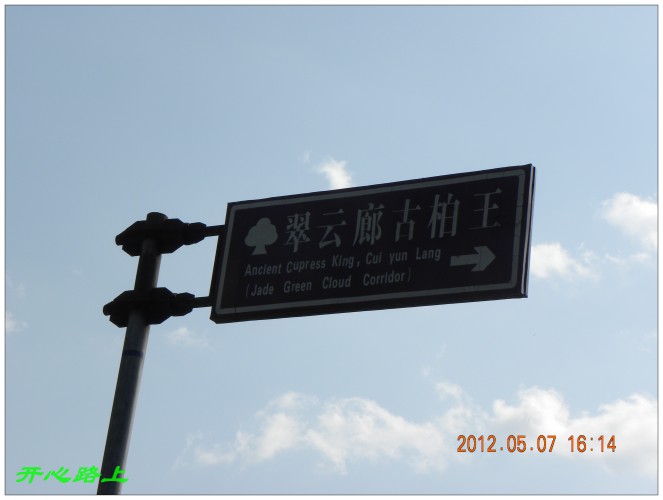 翠云廊古柏王
Ancient Cupress King, Cui yun Lang
(Jade Green Cloud Corridor)
2012.05.07 16:14
开心路上